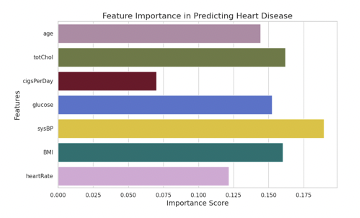 Feature Importance in Predicting Heart Disease
age
totChol
cigsPerDay
glucose
sysBP
BMI
heartRate
Features
0.000 0.025 0.050 0.075 0.100 0.125 0.150 0.175
Importance Score